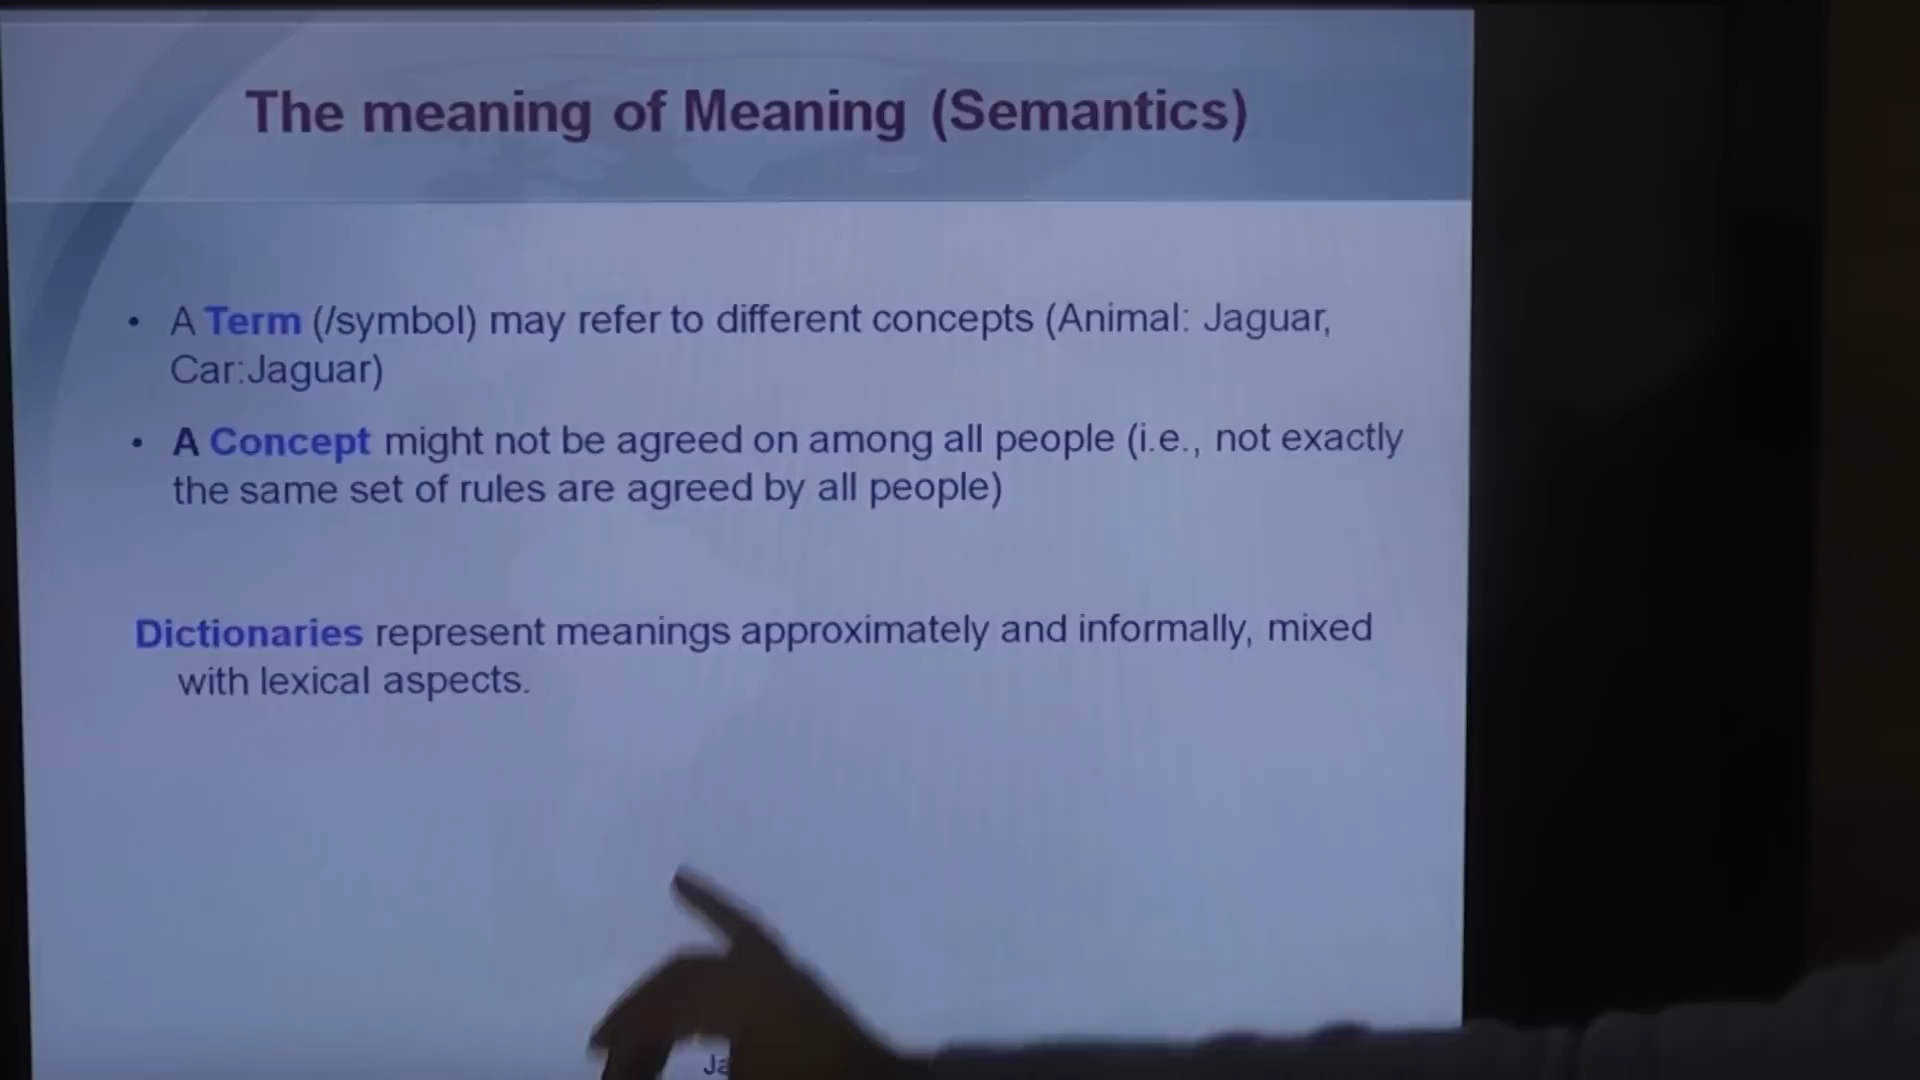 The meaning of Meaning (Semantics)
• A Term (/symbol) may refer to different concepts (Animal: Jaguar,
Car:Jaguar)
• A Concept might not be agreed on among all people (i.e., not exactly
the same set of rules are agreed by all people)
Dictionaries represent meanings approximately and informally, mixed
with lexical aspects.